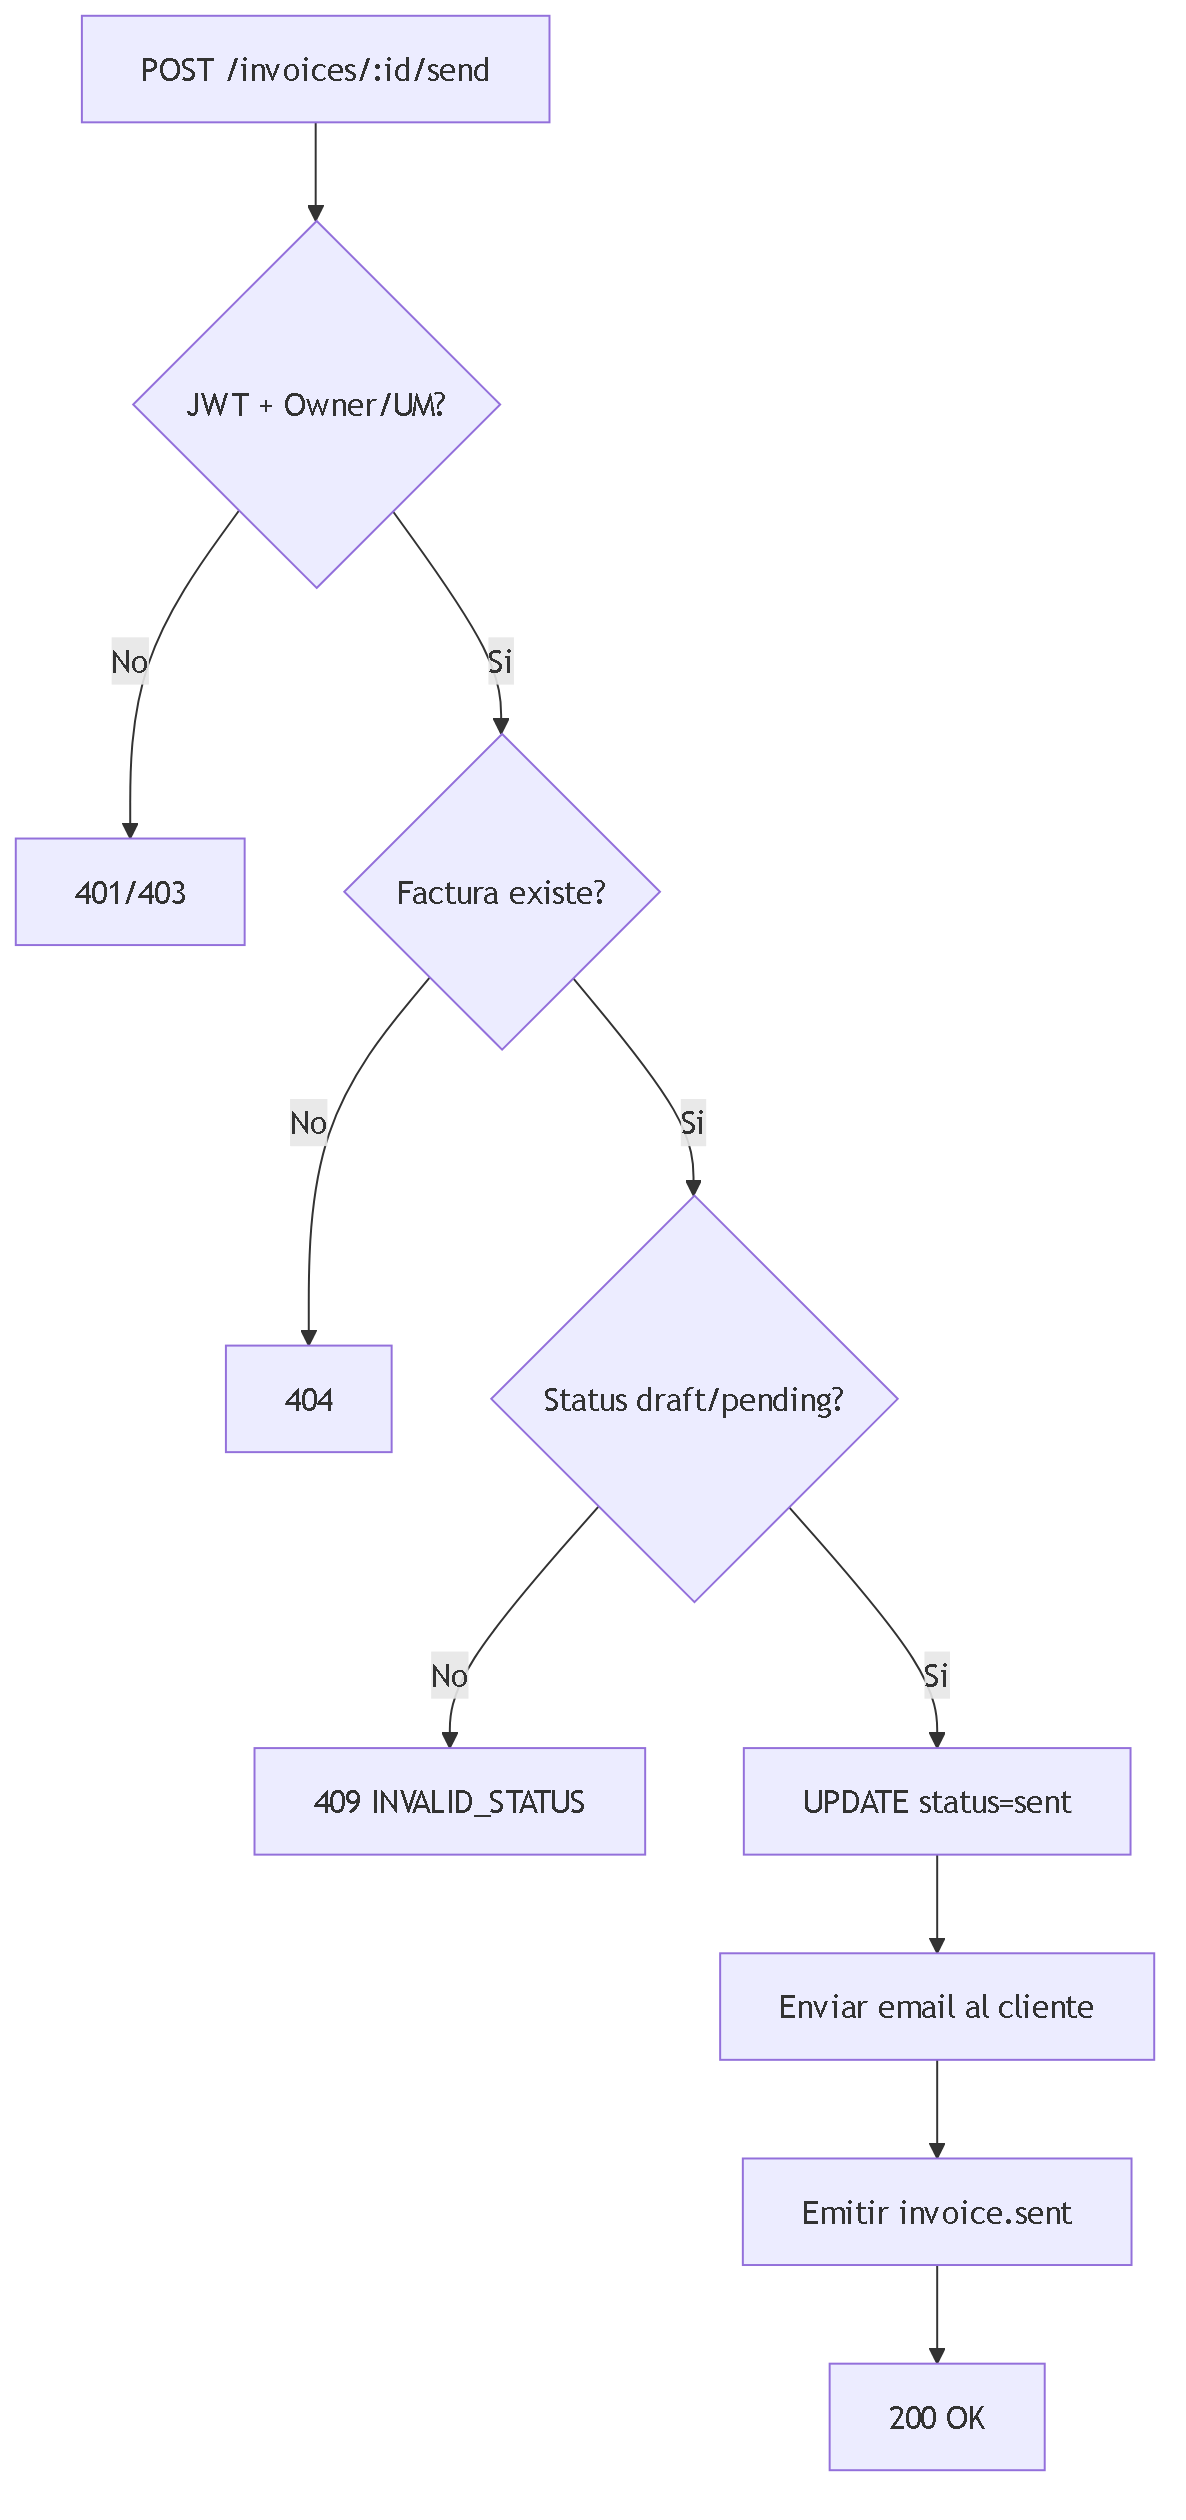 POST /invoices/:id/send
JWT + Owner/UM?
No
Si
401/403
Factura existe?
No
Si
404
Status draft/pending?
No
Si
409 INVALID_STATUS
UPDATE status=sent
Enviar email al cliente
Emitir invoice.sent
200 OK